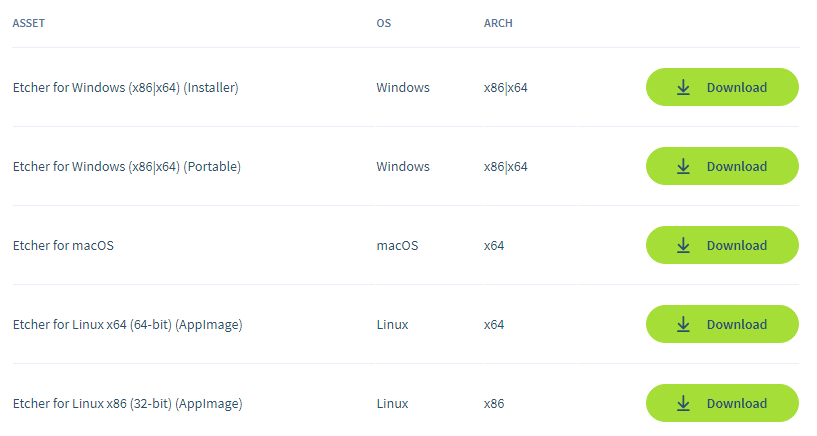 ASSET OS ARCH
Etcher for Windows (x86|x64) (Installer) Windows x86|x64 Download
Etcher for Windows (x86|x64) (Portable) Windows x86|x64 Download
Etcher for macOS macOS x64 Download
Etcher for Linux x64 (64-bit) (AppImage) Linux x64 Download
Etcher for Linux x86 (32-bit) (AppImage) Linux x86 Download